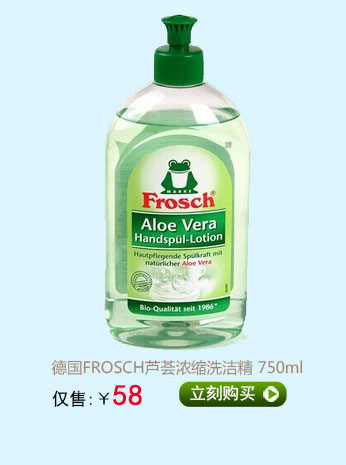 MARKE
Frosch
Aloe Vera
Handspül-Lotion
Hautpflegende Spülkraft mit
natürlicher Aloe Vera
Bio-Qualität seit 1986*
德国FROSCH芦荟浓缩洗洁精 750ml
仅售:￥58
立刻购买